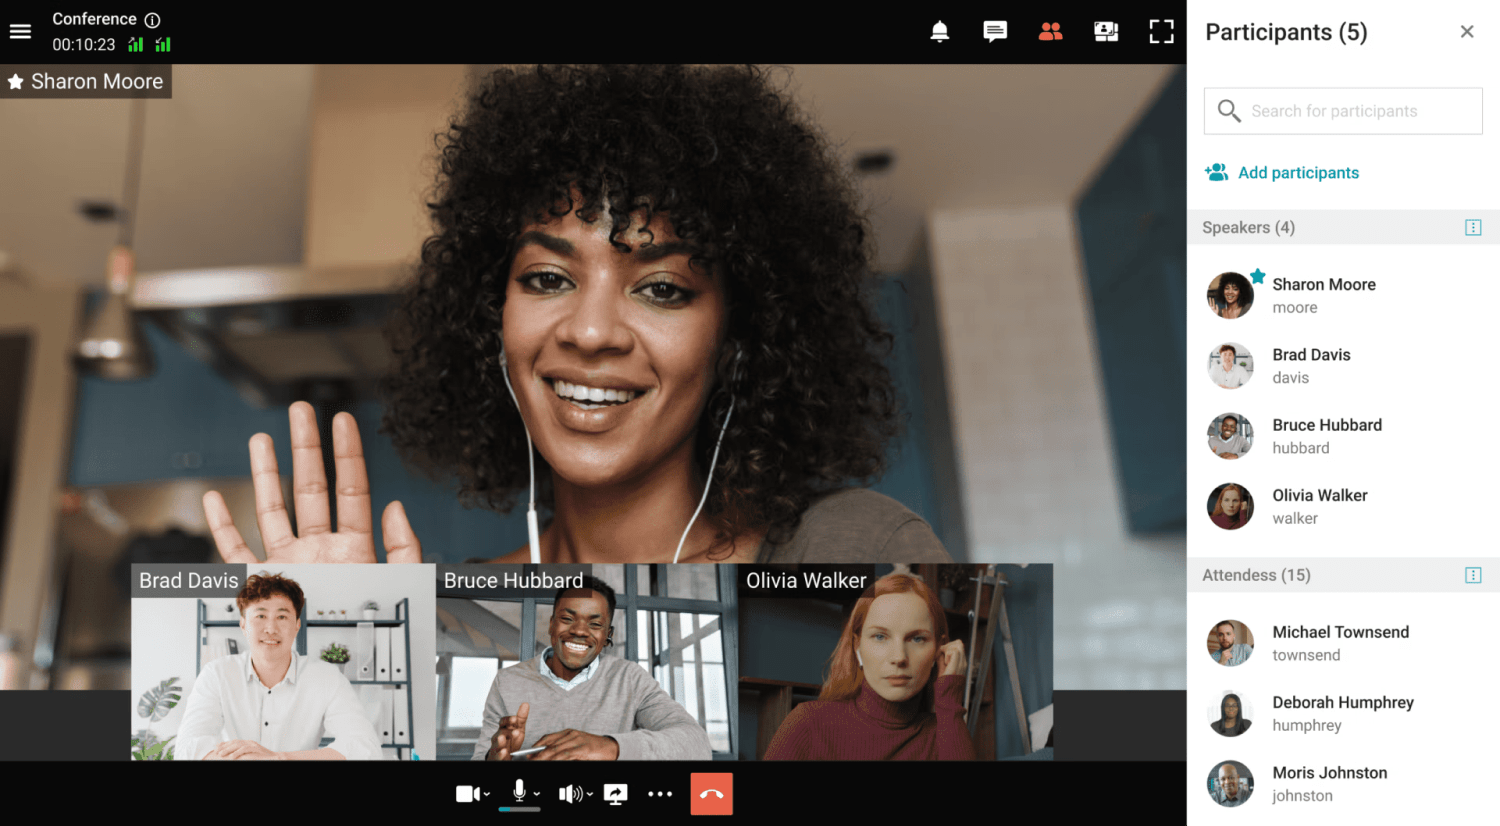 Conference
00:10:23
Sharon Moore
Brad Davis
Bruce Hubbard
Olivia Walker
Participants (5)
Search for participants
Add participants
Speakers (4)
Sharon Moore
moore
Brad Davis
davis
Bruce Hubbard
hubbard
Olivia Walker
walker
Attendess (15)
Michael Townsend
townsend
Deborah Humphrey
humphrey
Moris Johnston
johnston